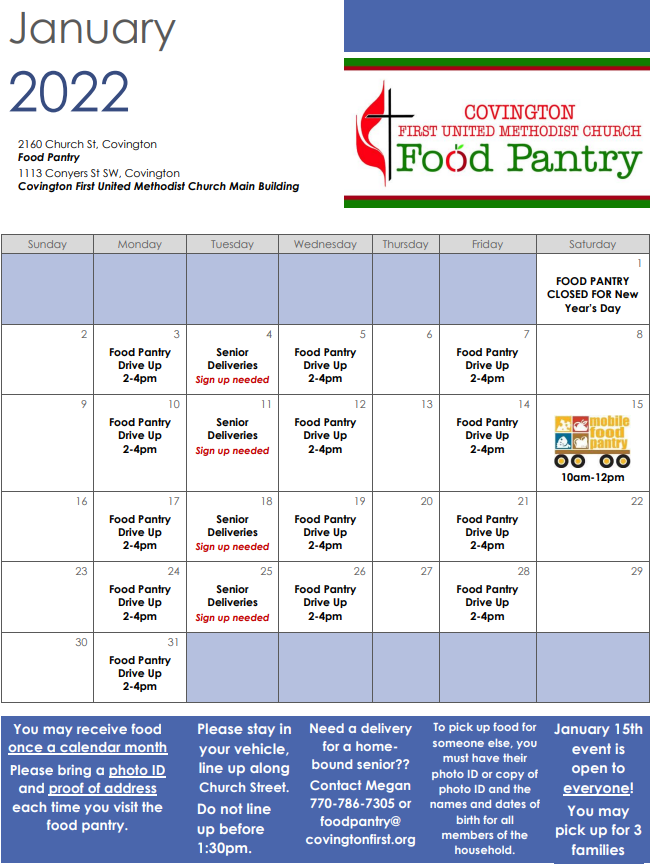 January
2022
2160 Church St, Covington
Food Pantry
1113 Conyers St SW, Covington
Covington First United Methodist Church Main Building
COVINGTON
FIRST UNITED METHODIST CHURCH
Food Pantry
Sunday Monday Tuesday Wednesday Thursday Friday Saturday
1
FOOD PANTRY
CLOSED FOR New
Year's Day
2
3
Food Pantry
Drive Up
2-4pm
4
Senior
Deliveries
Sign up needed
5
Food Pantry
Drive Up
2-4pm
6
7
Food Pantry
Drive Up
2-4pm
8
9
10
Food Pantry
Drive Up
2-4pm
11
Senior
Deliveries
Sign up needed
12
Food Pantry
Drive Up
2-4pm
13
14
Food Pantry
Drive Up
2-4pm
15
mobile
food
pantry
10am-12pm
16
17
Food Pantry
Drive Up
2-4pm
18
Senior
Deliveries
Sign up needed
19
Food Pantry
Drive Up
2-4pm
20
21
Food Pantry
Drive Up
2-4pm
22
23
24
Food Pantry
Drive Up
2-4pm
25
Senior
Deliveries
Sign up needed
26
Food Pantry
Drive Up
2-4pm
27
28
Food Pantry
Drive Up
2-4pm
29
30
31
Food Pantry
Drive Up
2-4pm
You may receive food
once a calendar month
Please bring a photo ID
and proof of address
each time you visit the
food pantry.
Please stay in
your vehicle,
line up along
Church Street.
Do not line
up before
1:30pm.
Need a delivery
for a home-
bound senior??
Contact Megan
770-786-7305 or
foodpantry@
covingtonfirst.org
To pick up food for
someone else, you
must have their
photo ID or copy of
photo ID and the
names and dates of
birth for all
members of the
household.
January 15th
event is
open to
everyone!
You may
pick up for 3
families